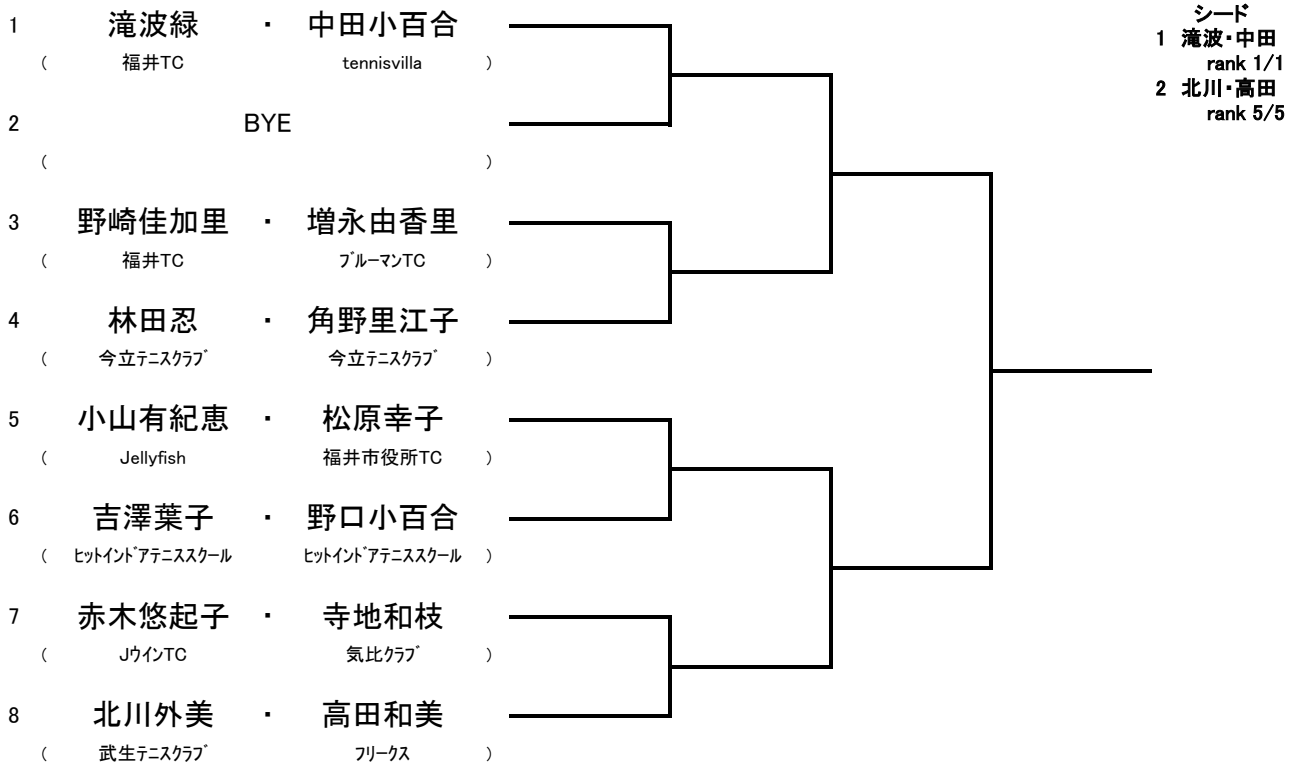 1 滝波緑 ・ 中田小百合
( 福井TC tennisvilla )
2 BYE
( )
3 野崎佳加里 ・ 増永由香里
( 福井TC ﾌﾞﾙｰﾏﾝTC )
4 林田忍 ・ 角野里江子
( 今立ﾃﾆｽｸﾗﾌﾞ 今立ﾃﾆｽｸﾗﾌﾞ )
5 小山有紀恵 ・ 松原幸子
( Jellyfish 福井市役所TC )
6 吉澤葉子 ・ 野口小百合
( ﾋｯﾄｲﾝﾄﾞｱﾃﾆｽｽｸｰﾙ ﾋｯﾄｲﾝﾄﾞｱﾃﾆｽｽｸｰﾙ )
7 赤木悠起子 ・ 寺地和枝
( JｳｲﾝTC 気比ｸﾗﾌﾞ )
8 北川外美 ・ 高田和美
( 武生ﾃﾆｽｸﾗﾌﾞ ﾌﾘｰｸｽ )
シード
1 滝波・中田
rank 1/1
2 北川・高田
rank 5/5